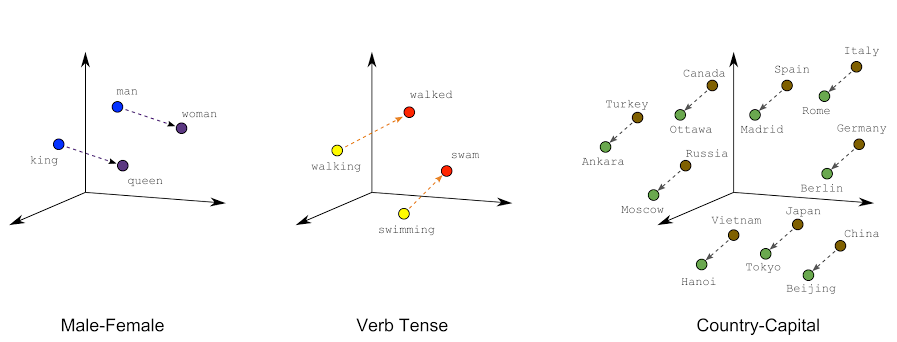 man
woman
king
queen
Male-Female
walked
walking
swam
swimming
Verb Tense
Italy
Canada
Spain
Turkey
Rome
Ottawa
Madrid
Germany
Ankara
Russia
Berlin
Moscow
Japan
Vietnam
China
Tokyo
Hanoi
Beijing
Country-Capital